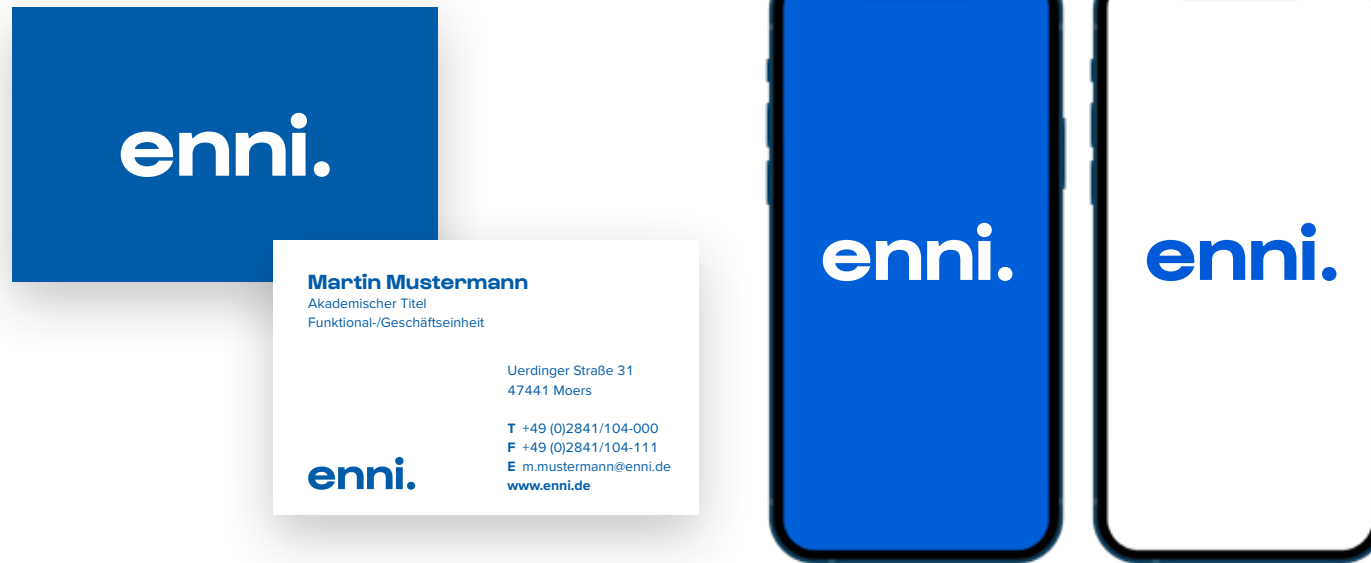 enni.
Martin Mustermann
Akademischer Titel
Funktional-/Geschäftseinheit
Uerdinger Straße 31
47441 Moers
T +49 (0)2841/104-000
F +49 (0)2841/104-111
E m.mustermann@enni.de
www.enni.de
enni.
enni.
enni.